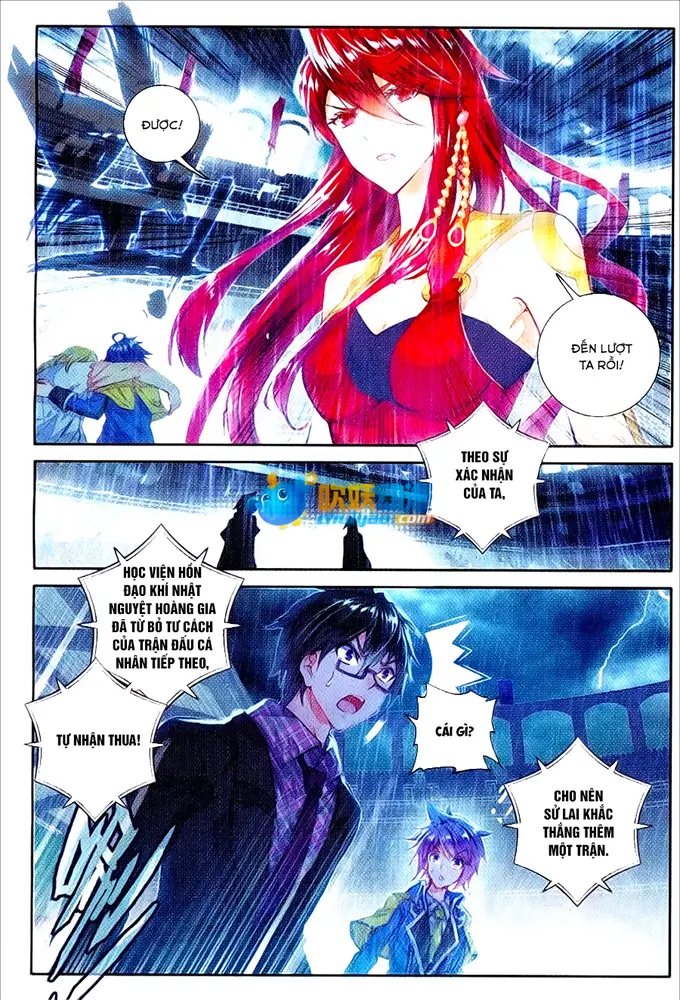 ĐƯỢC!
ĐẾN LƯỢT
TA RỒI!
THEO SỰ
XÁC NHẬN
CỦA TA,
HỌC VIỆN HỒN
ĐẠO KHÍ NHẬT
NGUYỆT HOÀNG GIA
ĐÃ TỪ BỎ TƯ CÁCH
CỦA TRẬN ĐẤU CÁ
NHÂN TIẾP THEO,
TỰ NHẬN THUA!
CÁI GÌ?
CHO NÊN
SỬ LAI KHẮC
THẮNG THÊM
MỘT TRẬN.